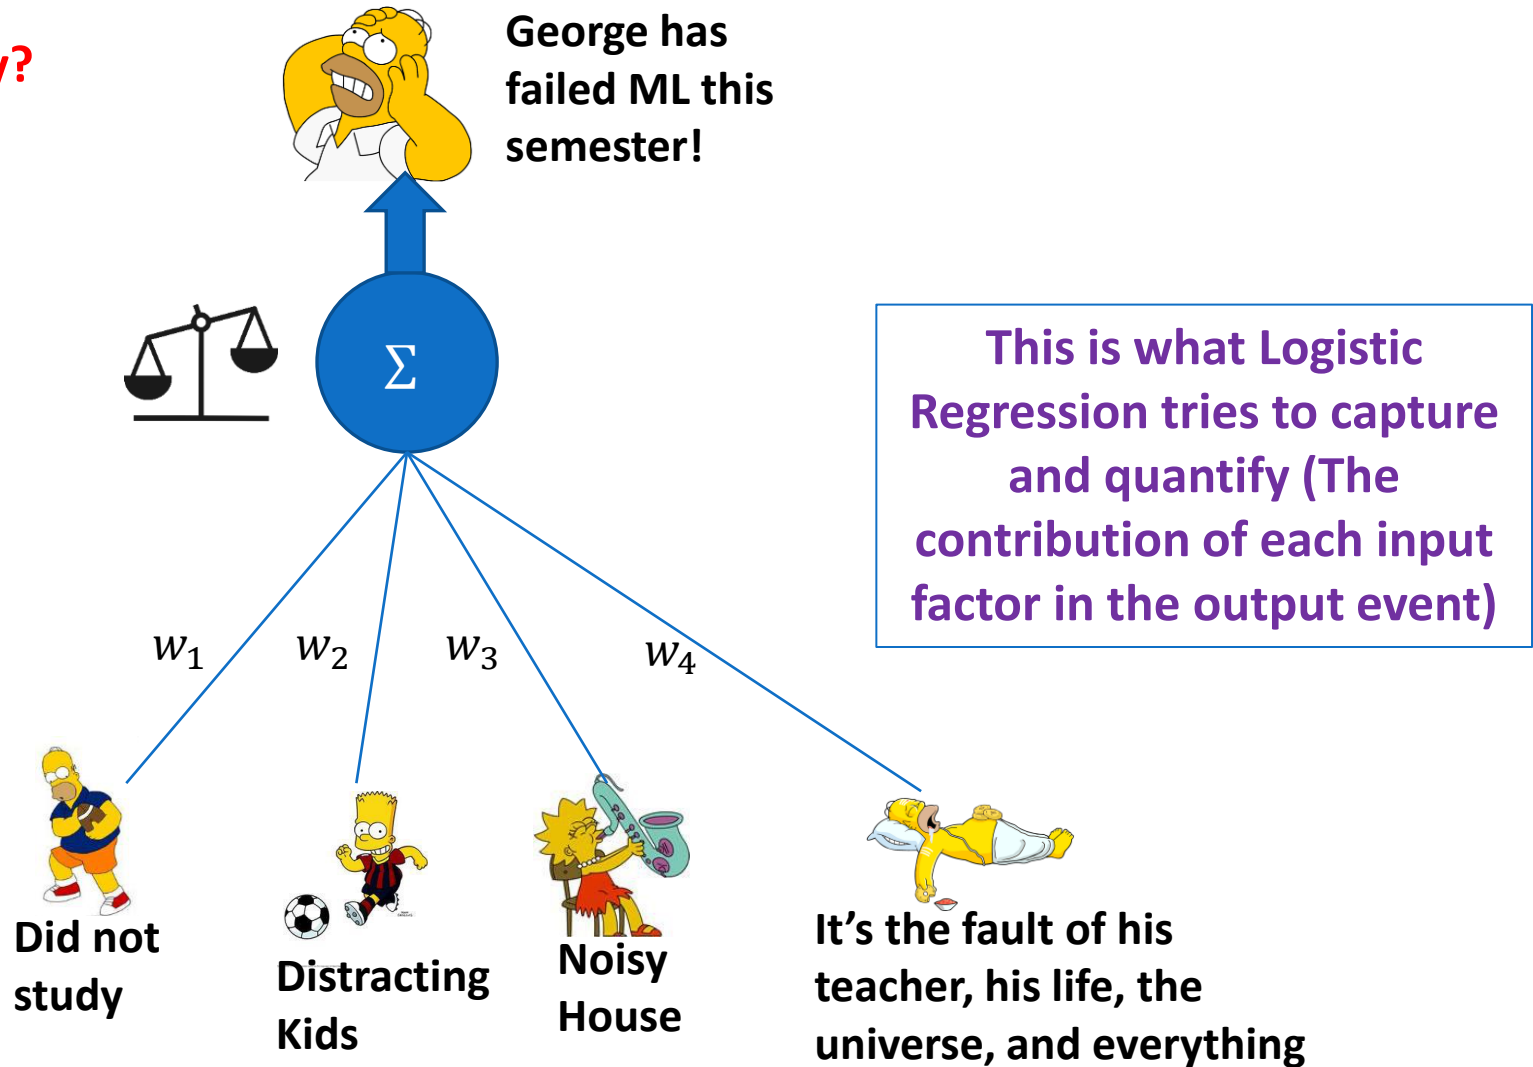 y?
George has
failed ML this
semester!
Σ
This is what Logistic
Regression tries to capture
and quantify (The
contribution of each input
factor in the output event)
w₁
w₂
w₃
w₄
Did not
study
Distracting
Kids
Noisy
House
It’s the fault of his
teacher, his life, the
universe, and everything